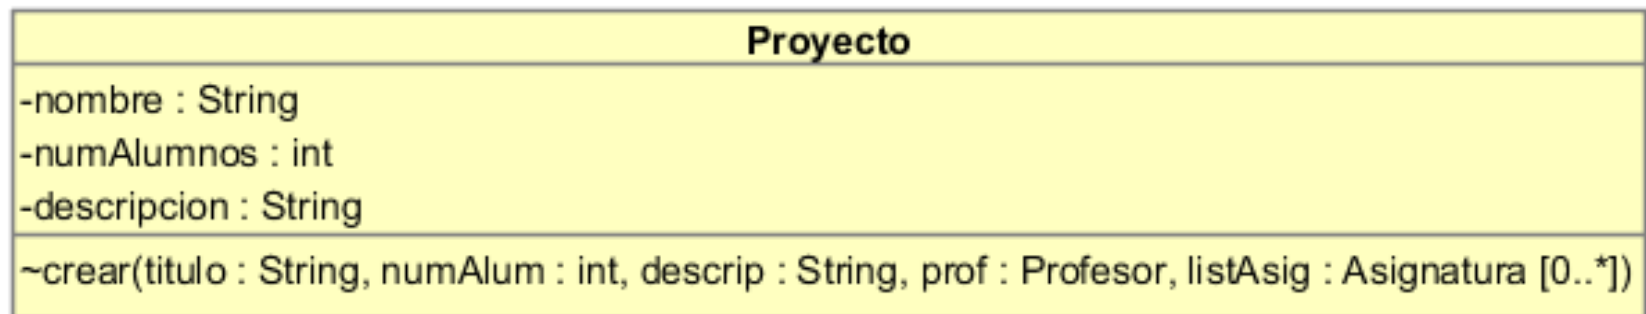 Proyecto
-nombre : String
-numAlumnos : int
-descripcion : String
~crear(titulo : String, numAlum : int, descrip : String, prof : Profesor, listAsig : Asignatura [0..*])